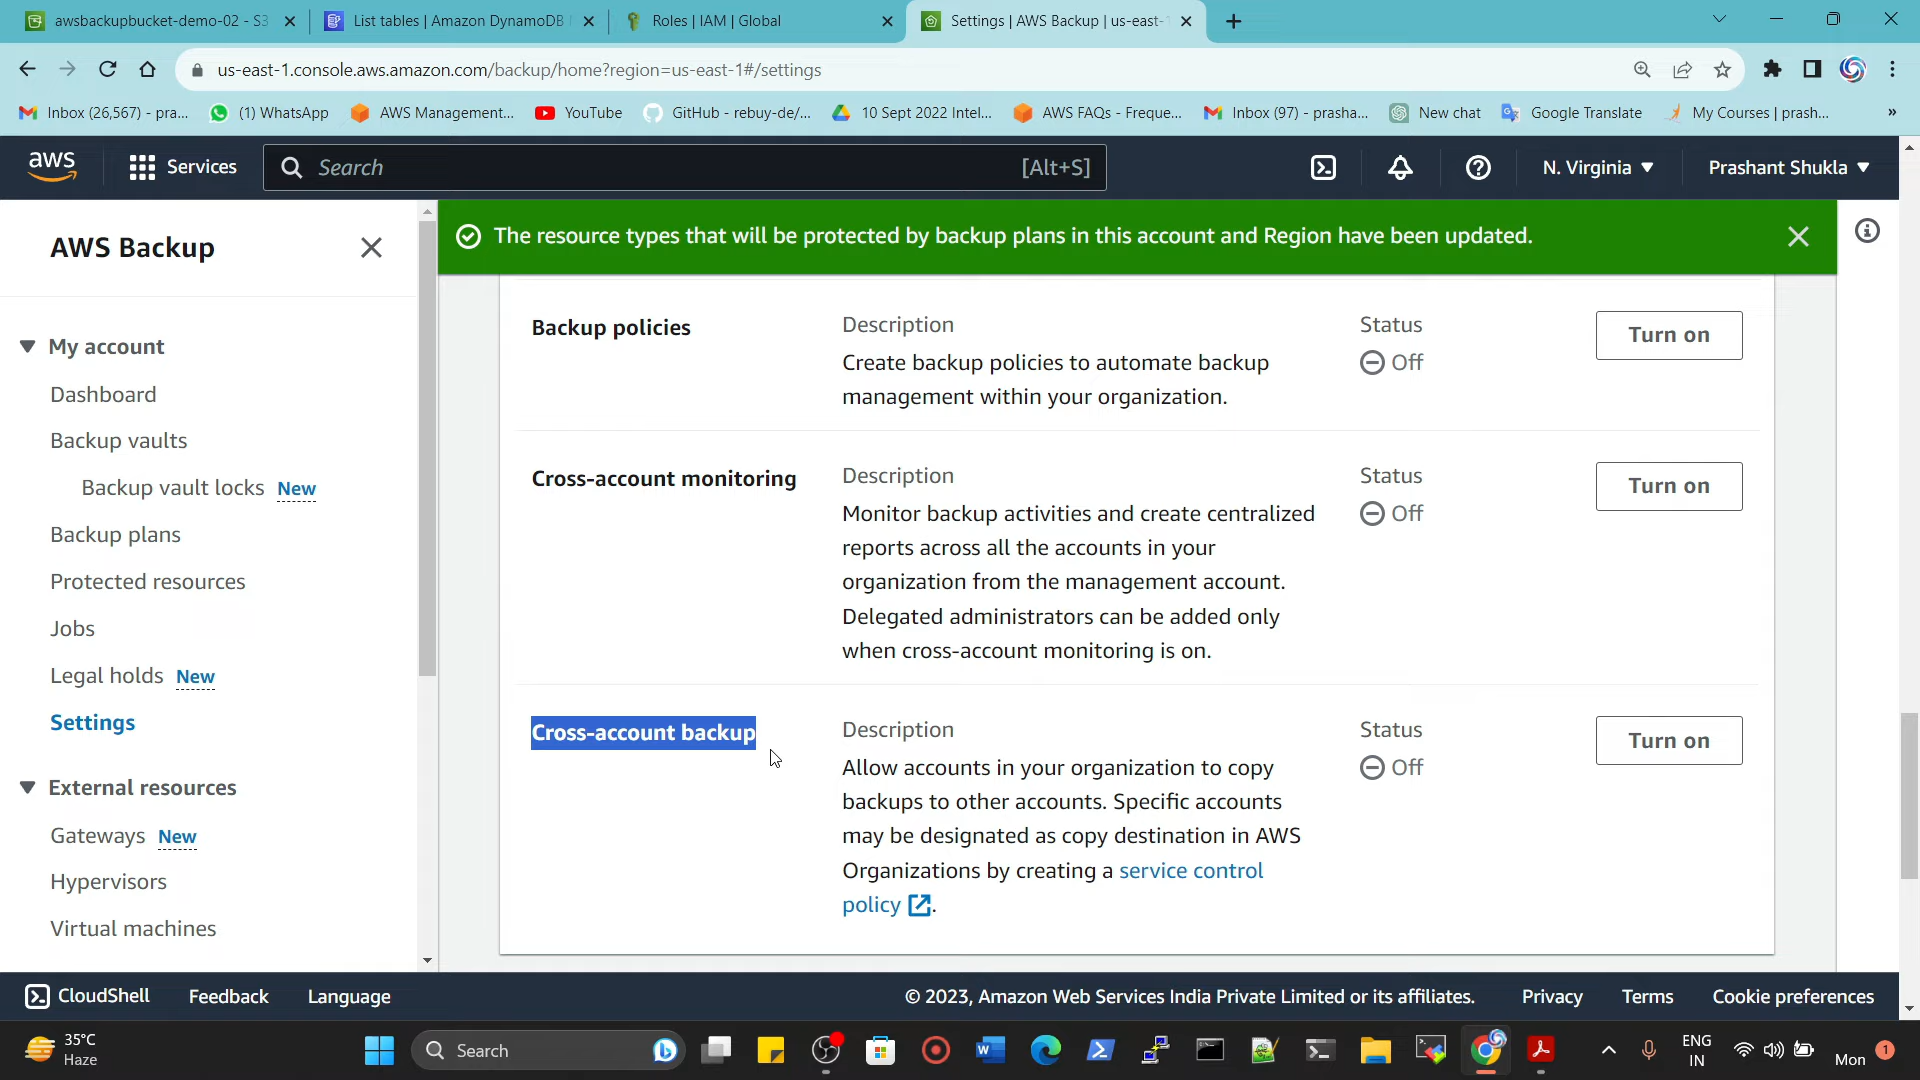 awsbackupbucket-demo-02 - S3
List tables | Amazon DynamoDB
Roles | IAM | Global
Settings | AWS Backup | us-east-
us-east-1.console.aws.amazon.com/backup/home?region=us-east-1#/settings
Inbox (26,567) - pra...
(1) WhatsApp
AWS Management...
YouTube
GitHub - rebuy-de/...
10 Sept 2022 Intel...
AWS FAQs - Freque...
Inbox (97) - prasha...
New chat
Google Translate
My Courses | prash...
»
aws
Services
Search
[Alt+S]
N. Virginia
Prashant Shukla
AWS Backup
My account
Dashboard
Backup vaults
Backup vault locks New
Backup plans
Protected resources
Jobs
Legal holds New
Settings
External resources
Gateways New
Hypervisors
Virtual machines
The resource types that will be protected by backup plans in this account and Region have been updated.
Backup policies
Description
Create backup policies to automate backup
management within your organization.
Status
Off
Turn on
Cross-account monitoring
Description
Monitor backup activities and create centralized
reports across all the accounts in your
organization from the management account.
Delegated administrators can be added only
when cross-account monitoring is on.
Status
Off
Turn on
Cross-account backup
Description
Allow accounts in your organization to copy
backups to other accounts. Specific accounts
may be designated as copy destination in AWS
Organizations by creating a service control
policy .
Status
Off
Turn on
CloudShell
Feedback
Language
© 2023, Amazon Web Services India Private Limited or its affiliates.
Privacy
Terms
Cookie preferences
35°C
Haze
Search
ENG
IN
Mon
1